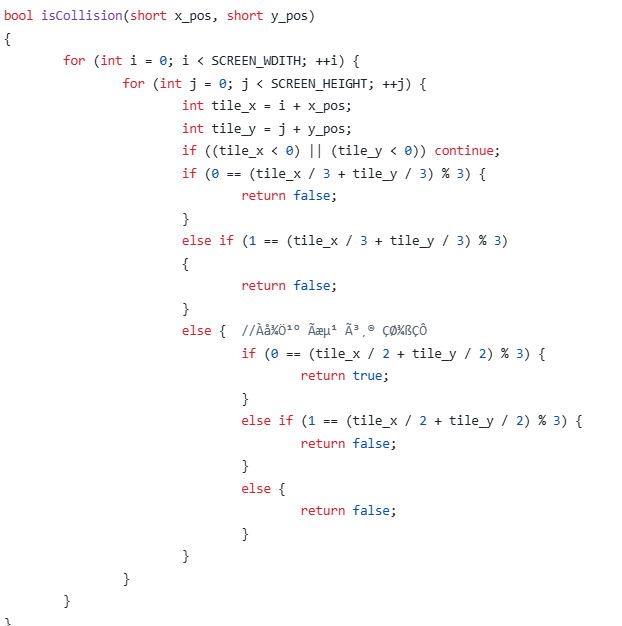 bool isCollision(short x_pos, short y_pos)
{
for (int i = 0; i < SCREEN_WDITH; ++i) {
for (int j = 0; j < SCREEN_HEIGHT; ++j) {
int tile_x = i + x_pos;
int tile_y = j + y_pos;
if ((tile_x < 0) || (tile_y < 0)) continue;
if (0 == (tile_x / 3 + tile_y / 3) % 3) {
return false;
}
else if (1 == (tile_x / 3 + tile_y / 3) % 3)
{
return false;
}
else { //Àå¾Ö¹° Ãæµ¹ Ã³¸® ÇØ¾ßÇÔ
if (0 == (tile_x / 2 + tile_y / 2) % 3) {
return true;
}
else if (1 == (tile_x / 2 + tile_y / 2) % 3) {
return false;
}
else {
return false;
}
}
}
}
}